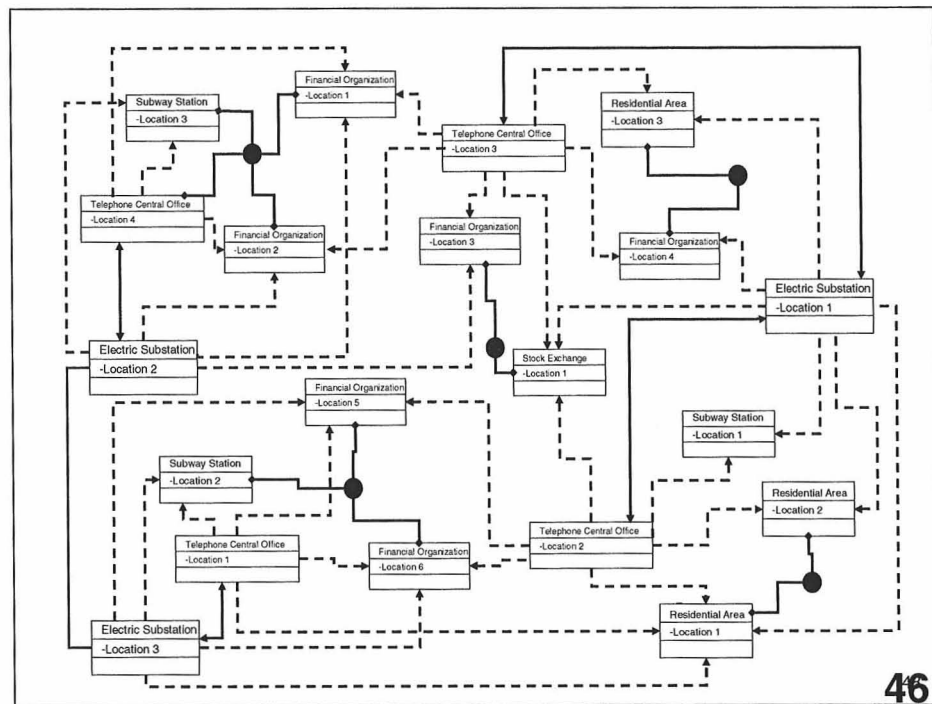 Financial Organization
-Location 1
Subway Station
-Location 3
Residential Area
-Location 3
Telephone Central Office
-Location 3
Telephone Central Office
-Location 4
Financial Organization
-Location 2
Financial Organization
-Location 3
Financial Organization
-Location 4
Electric Substation
-Location 1
Electric Substation
-Location 2
Stock Exchange
-Location 1
Financial Organization
-Location 5
Subway Station
-Location 1
Subway Station
-Location 2
Residential Area
-Location 2
Telephone Central Office
-Location 2
Telephone Central Office
-Location 1
Financial Organization
-Location 6
Residential Area
-Location 1
Electric Substation
-Location 3
46